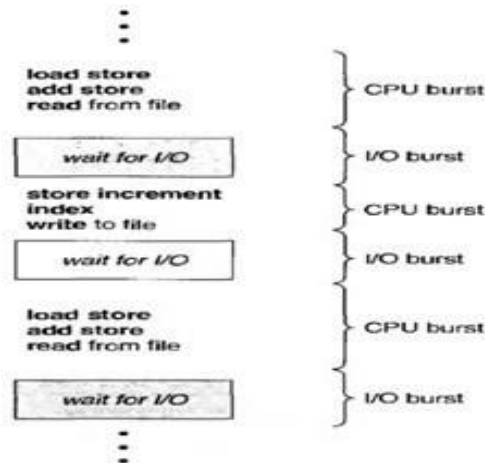 load store
add store
read from file
CPU burst
wait for I/O
I/O burst
store increment
index
write to file
CPU burst
wait for I/O
I/O burst
load store
add store
read from file
CPU burst
wait for I/O
I/O burst